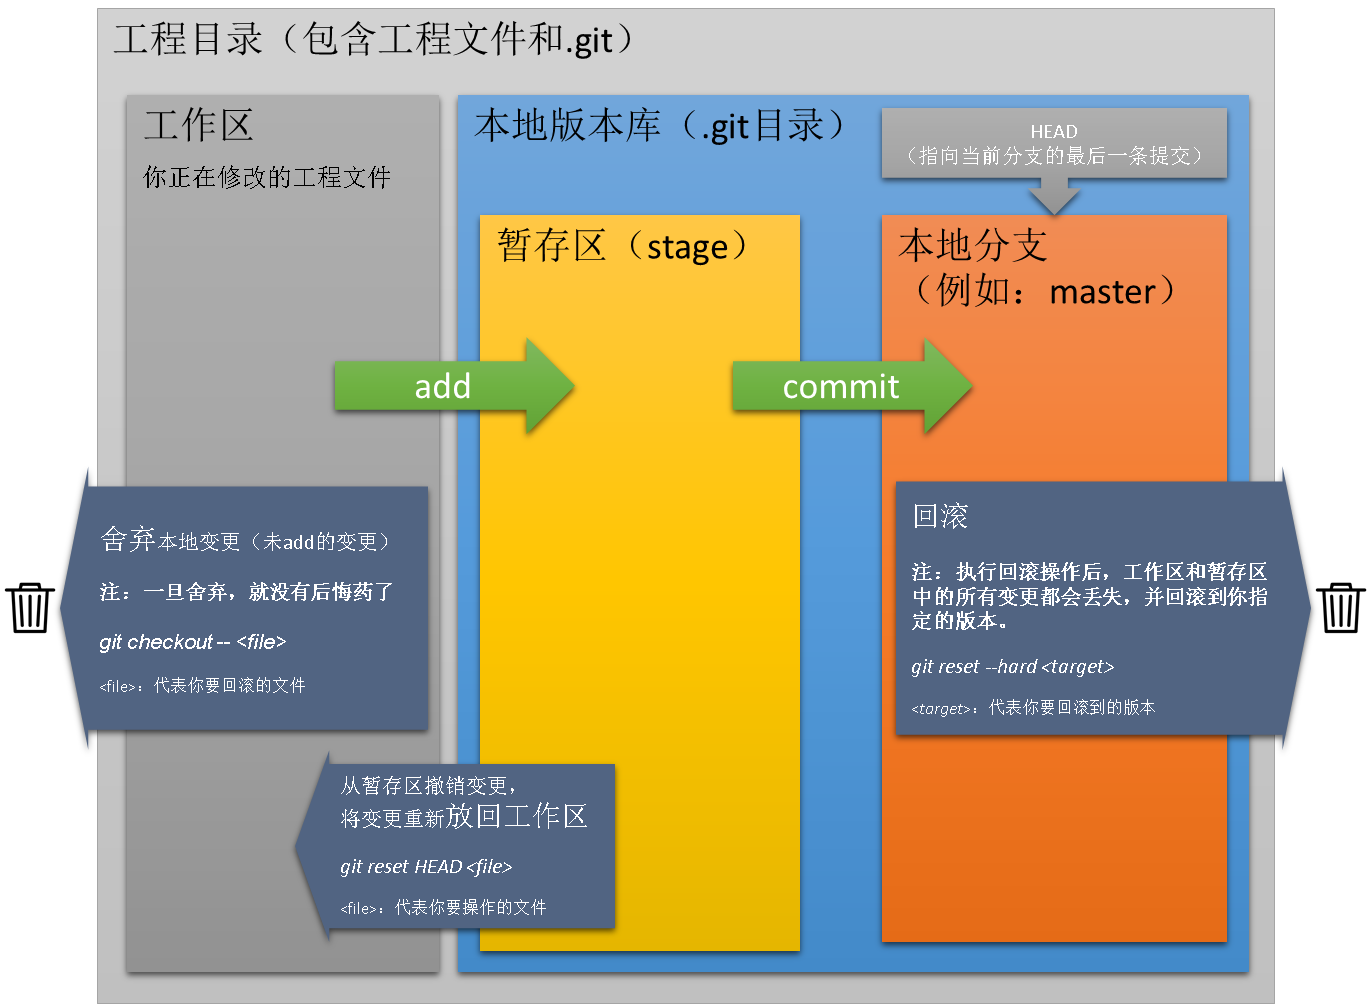 工程目录（包含工程文件和.git）
工作区
你正在修改的工程文件
本地版本库（.git目录）
HEAD
（指向当前分支的最后一条提交）
暂存区（stage）
本地分支
（例如：master）
add
commit
舍弃本地变更（未add的变更）
注：一旦舍弃，就没有后悔药了
git checkout -- <file>
<file>：代表你要回滚的文件
回滚
注：执行回滚操作后，工作区和暂存区
中的所有变更都会丢失，并回滚到你指
定的版本。
git reset --hard <target>
<target>：代表你要回滚到的版本
从暂存区撤销变更，
将变更重新放回工作区
git reset HEAD <file>
<file>：代表你要操作的文件